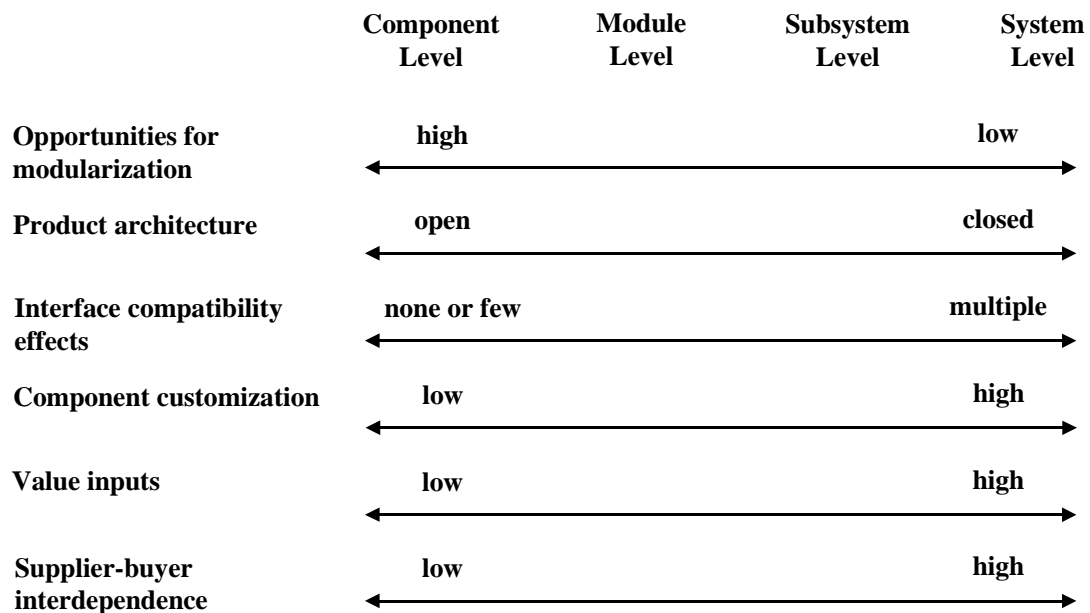 Component Module Subsystem System
Level Level Level Level
Opportunities for high low
modularization
Product architecture open closed
Interface compatibility none or few multiple
effects
Component customization low high
Value inputs low high
Supplier-buyer low high
interdependence